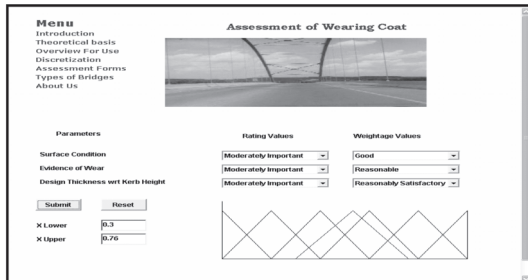 Menu
Introduction
Theoretical basis
Overview For Use
Discretization
Assessment Forms
Types of Bridges
About Us
Assessment of Wearing Coat
Parameters Rating Values Weightage Values
Surface Condition Moderately Important Good
Evidence of Wear Moderately Important Reasonable
Design Thickness wrt Kerb Height Moderately Important Reasonably Satisfactory
Submit Reset
X Lower 0.3
X Upper 0.76